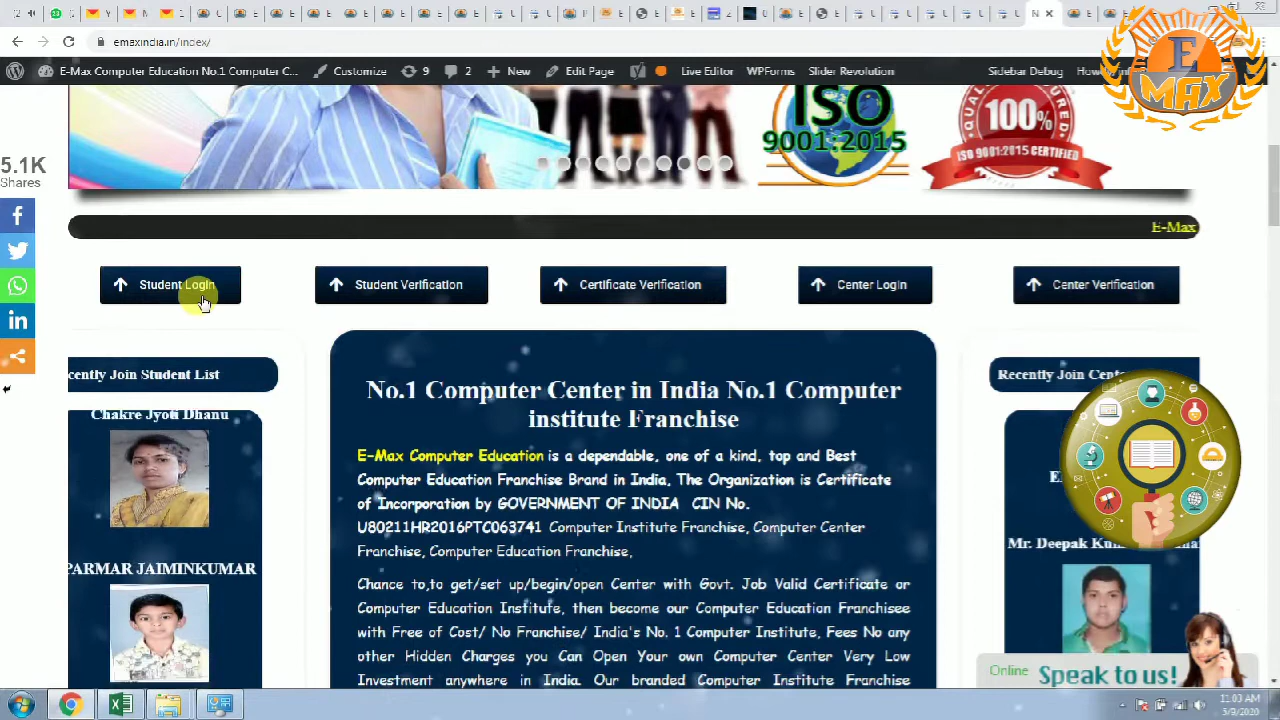 emaxindia.in/index/
E-Max Computer Education No.1 Computer C... Customize 9 2 New Edit Page Live Editor WPForms Slider Revolution Sidebar Debug
E
MAX
ISO
9001:2015
100%
ISO 9001:2015 CERTIFIED
5.1K
Shares
E-Max
Student Login Student Verification Certificate Verification Center Login Center Verification
cently Join Student List
Chakre Jyoti Dhanu
PARMAR JAIMINKUMAR
No.1 Computer Center in India No.1 Computer
institute Franchise
E-Max Computer Education is a dependable, one of a kind, top and Best
Computer Education Franchise Brand in India, The Organization is Certificate
of Incorporation by GOVERNMENT OF INDIA CIN No.
U80211HR2016PTC063741 Computer Institute Franchise, Computer Center
Franchise, Computer Education Franchise,
Chance to,to get/set up/begin/open Center with Govt. Job Valid Certificate or
Computer Education Institute, then become our Computer Education Franchisee
with Free of Cost/ No Franchise/ India's No. 1 Computer Institute, Fees No any
other Hidden Charges you Can Open Your own Computer Center Very Low
Investment anywhere in India. Our branded Computer Institute Franchise
Recently Join Cent
Mr. Deepak Kum
Online Speak to us!
11:03 AM
5/9/2020